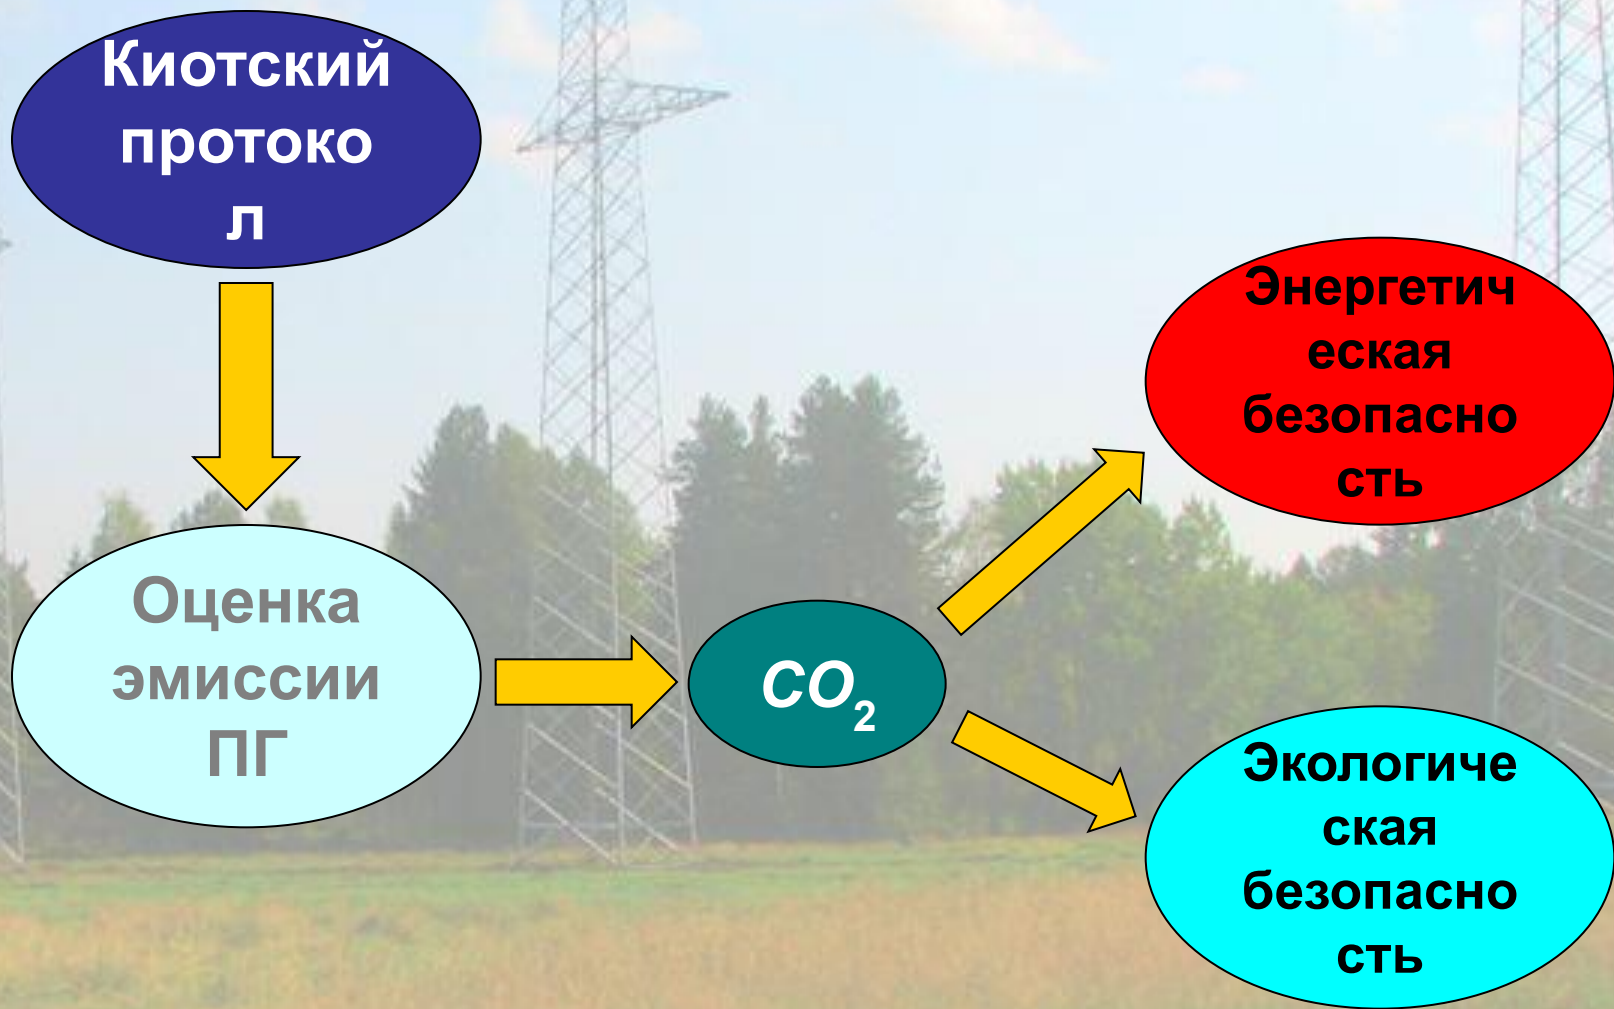 Киотский
протоко
л
Оценка
эмиссии
ПГ
CO₂
Энергетич
еская
безопасно
сть
Экологиче
ская
безопасно
сть